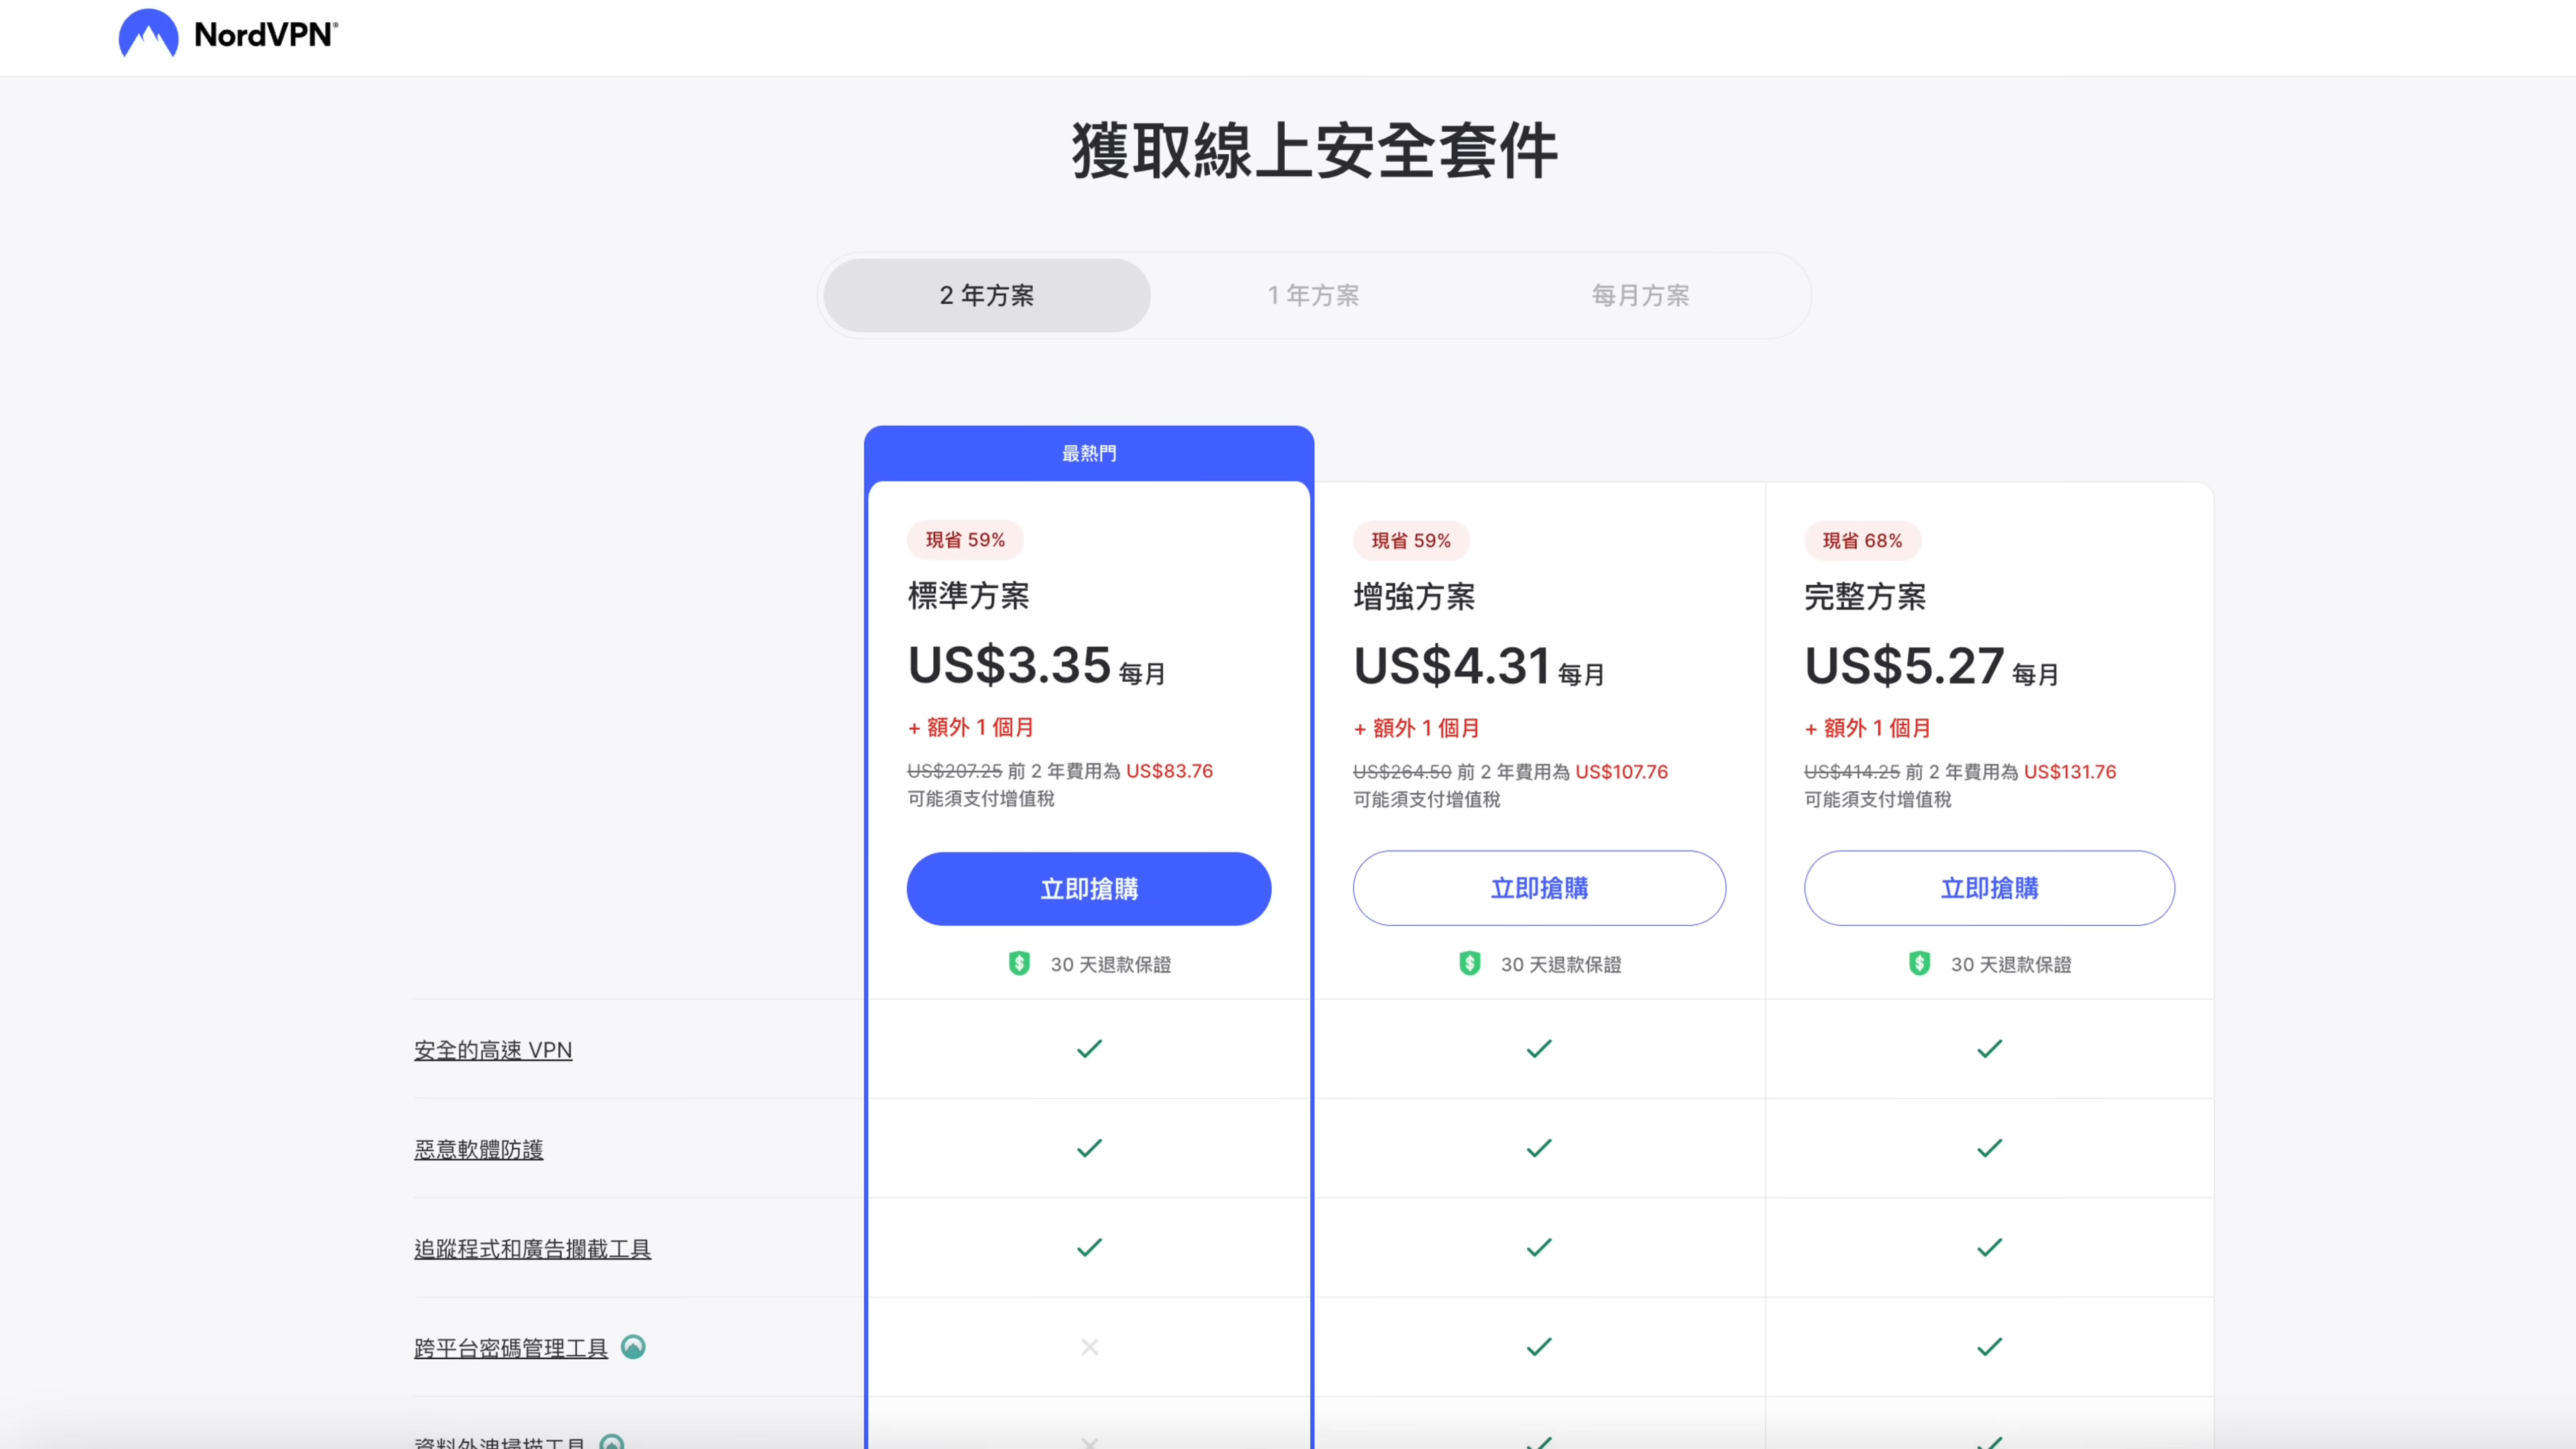 NordVPN®
獲取線上安全套件
2 年方案
1 年方案
每月方案
最熱門
現省 59%
標準方案
US$3.35 每月
+ 額外 1 個月
US$207.25 前 2 年費用為 US$83.76
可能須支付增值稅
立即搶購
30 天退款保證
現省 59%
增強方案
US$4.31 每月
+ 額外 1 個月
US$264.50 前 2 年費用為 US$107.76
可能須支付增值稅
立即搶購
30 天退款保證
現省 68%
完整方案
US$5.27 每月
+ 額外 1 個月
US$414.25 前 2 年費用為 US$131.76
可能須支付增值稅
立即搶購
30 天退款保證
安全的高速 VPN
惡意軟體防護
追蹤程式和廣告攔截工具
跨平台密碼管理工具
資料外洩掃描工具